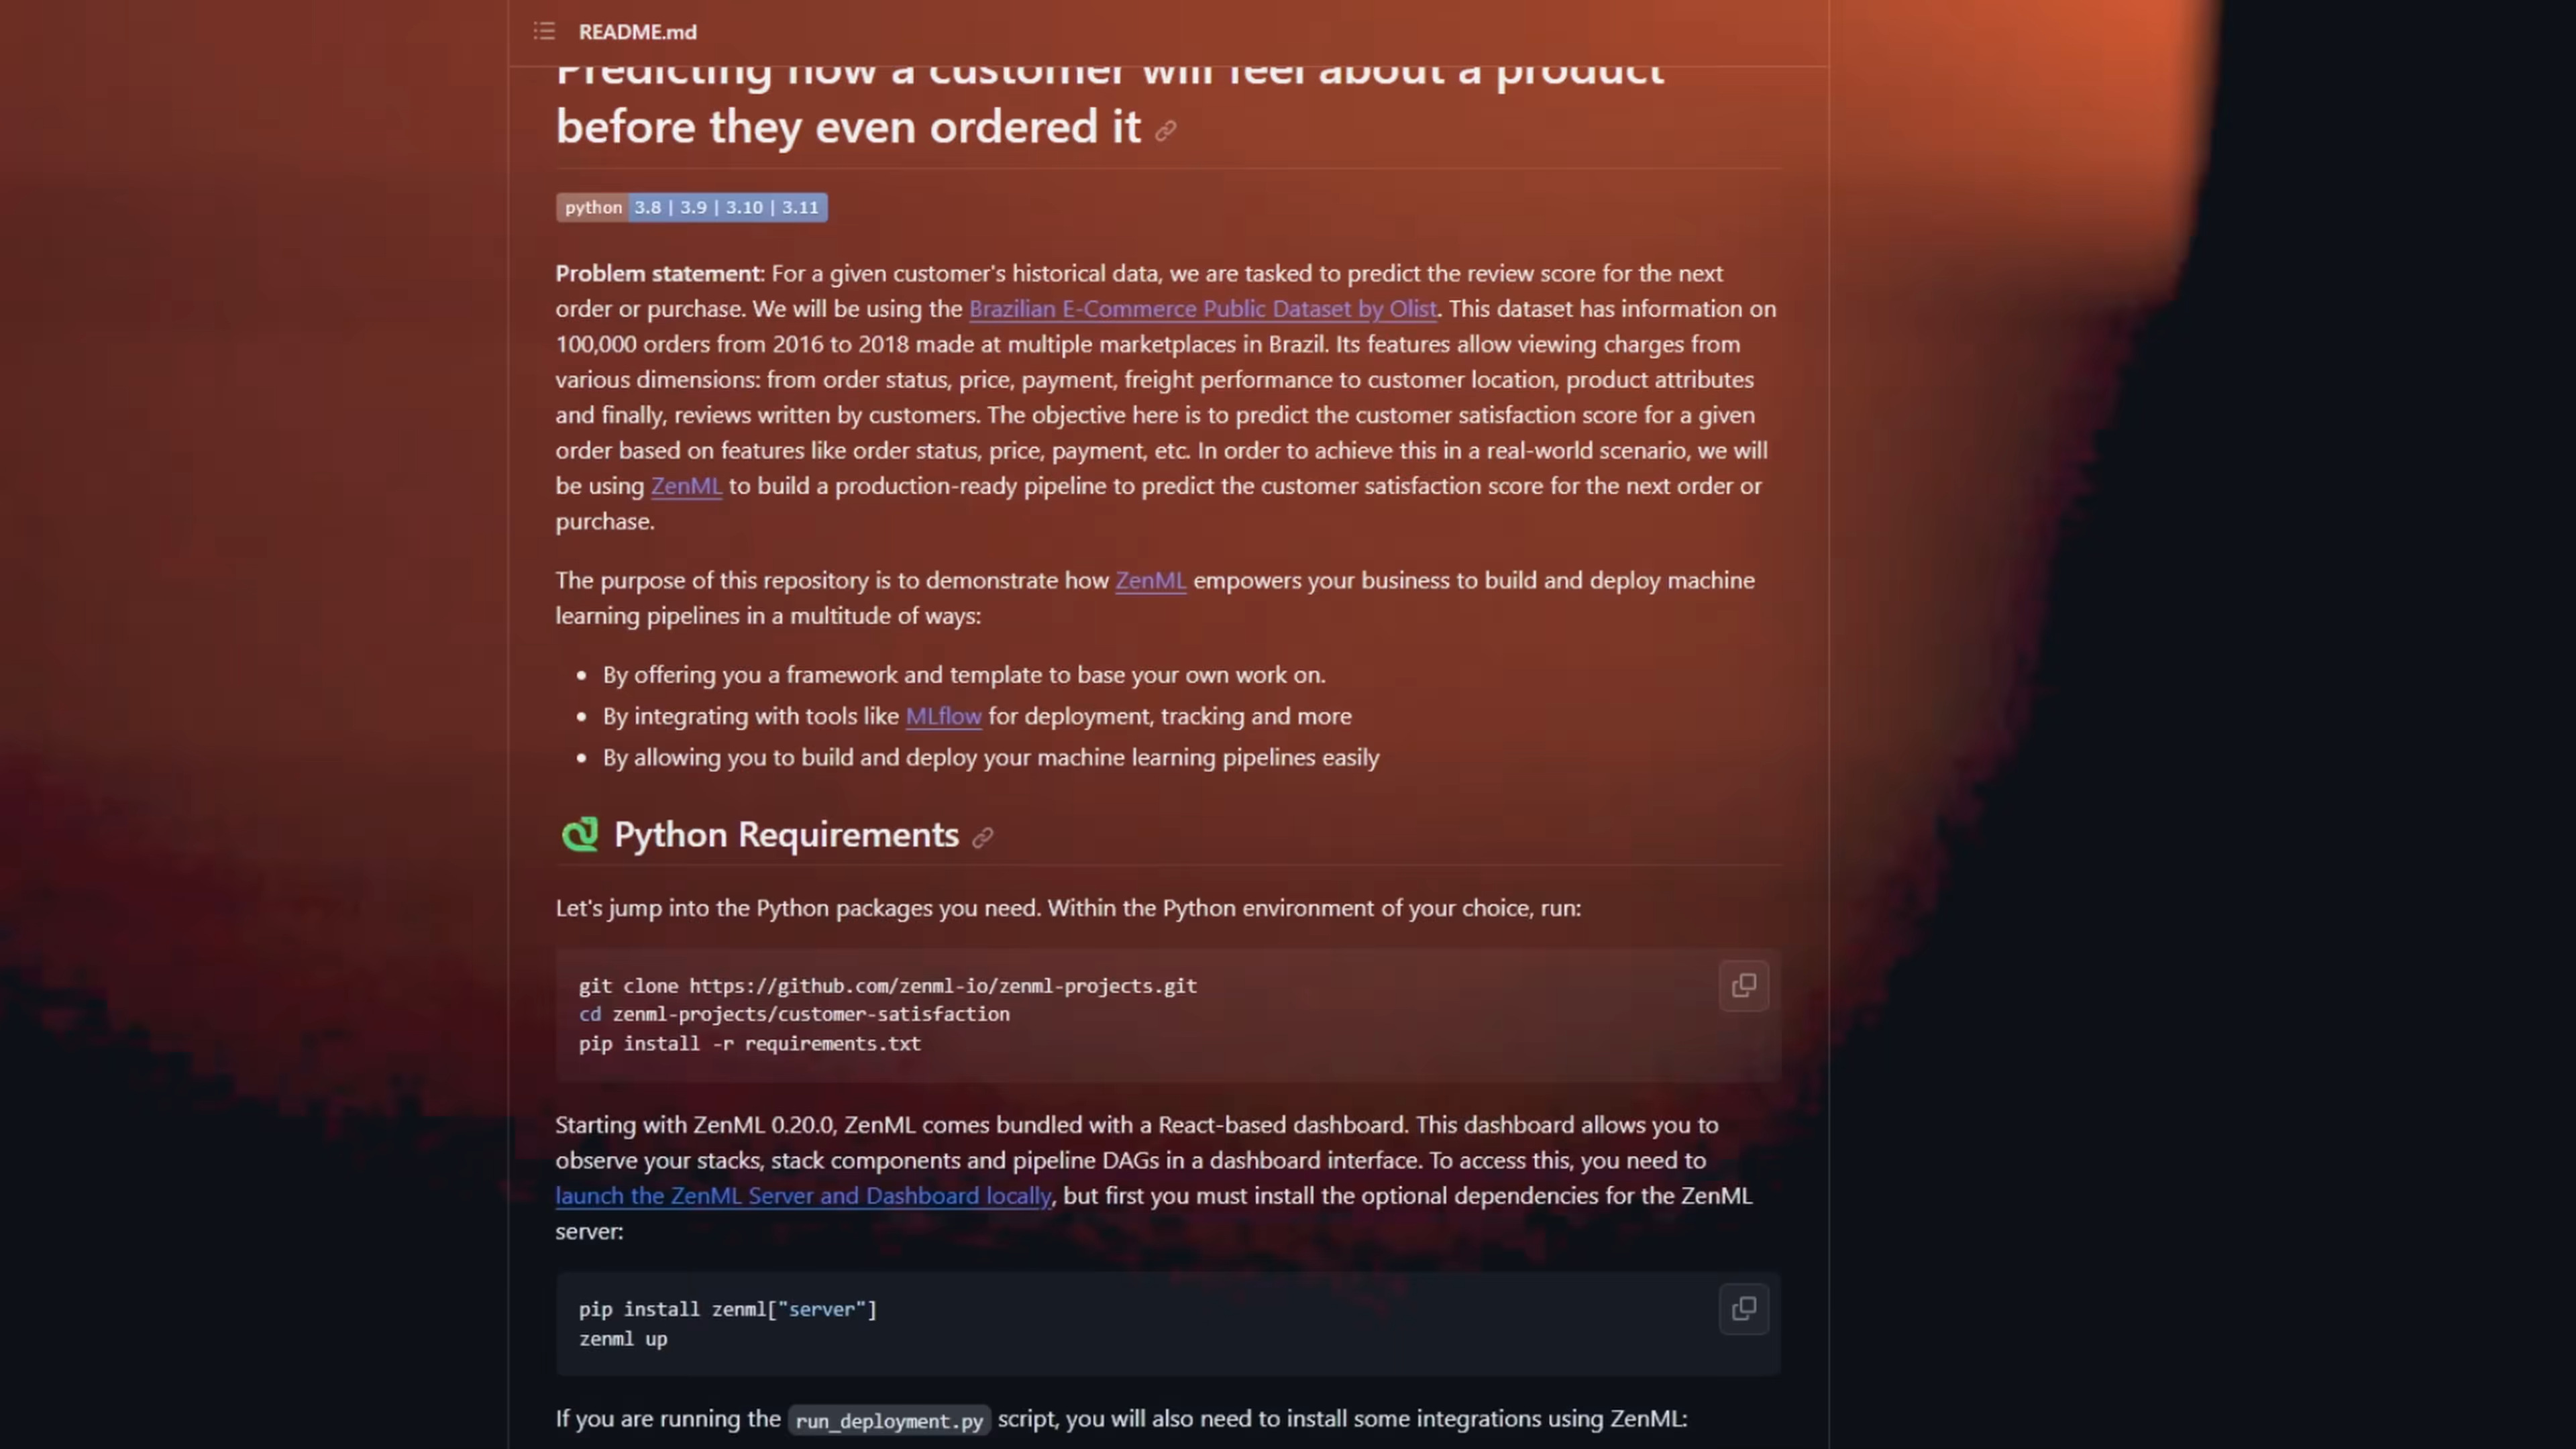 README.md
Predicting how a customer will feel about a product
before they even ordered it
python 3.8 | 3.9 | 3.10 | 3.11
Problem statement: For a given customer's historical data, we are tasked to predict the review score for the next
order or purchase. We will be using the Brazilian E-Commerce Public Dataset by Olist. This dataset has information on
100,000 orders from 2016 to 2018 made at multiple marketplaces in Brazil. Its features allow viewing charges from
various dimensions: from order status, price, payment, freight performance to customer location, product attributes
and finally, reviews written by customers. The objective here is to predict the customer satisfaction score for a given
order based on features like order status, price, payment, etc. In order to achieve this in a real-world scenario, we will
be using ZenML to build a production-ready pipeline to predict the customer satisfaction score for the next order or
purchase.
The purpose of this repository is to demonstrate how ZenML empowers your business to build and deploy machine
learning pipelines in a multitude of ways:
• By offering you a framework and template to base your own work on.
• By integrating with tools like MLflow for deployment, tracking and more
• By allowing you to build and deploy your machine learning pipelines easily
Python Requirements
Let's jump into the Python packages you need. Within the Python environment of your choice, run:
git clone https://github.com/zenml-io/zenml-projects.git
cd zenml-projects/customer-satisfaction
pip install -r requirements.txt
Starting with ZenML 0.20.0, ZenML comes bundled with a React-based dashboard. This dashboard allows you to
observe your stacks, stack components and pipeline DAGs in a dashboard interface. To access this, you need to
launch the ZenML Server and Dashboard locally, but first you must install the optional dependencies for the ZenML
server:
pip install zenml["server"]
zenml up
If you are running the run_deployment.py script, you will also need to install some integrations using ZenML: